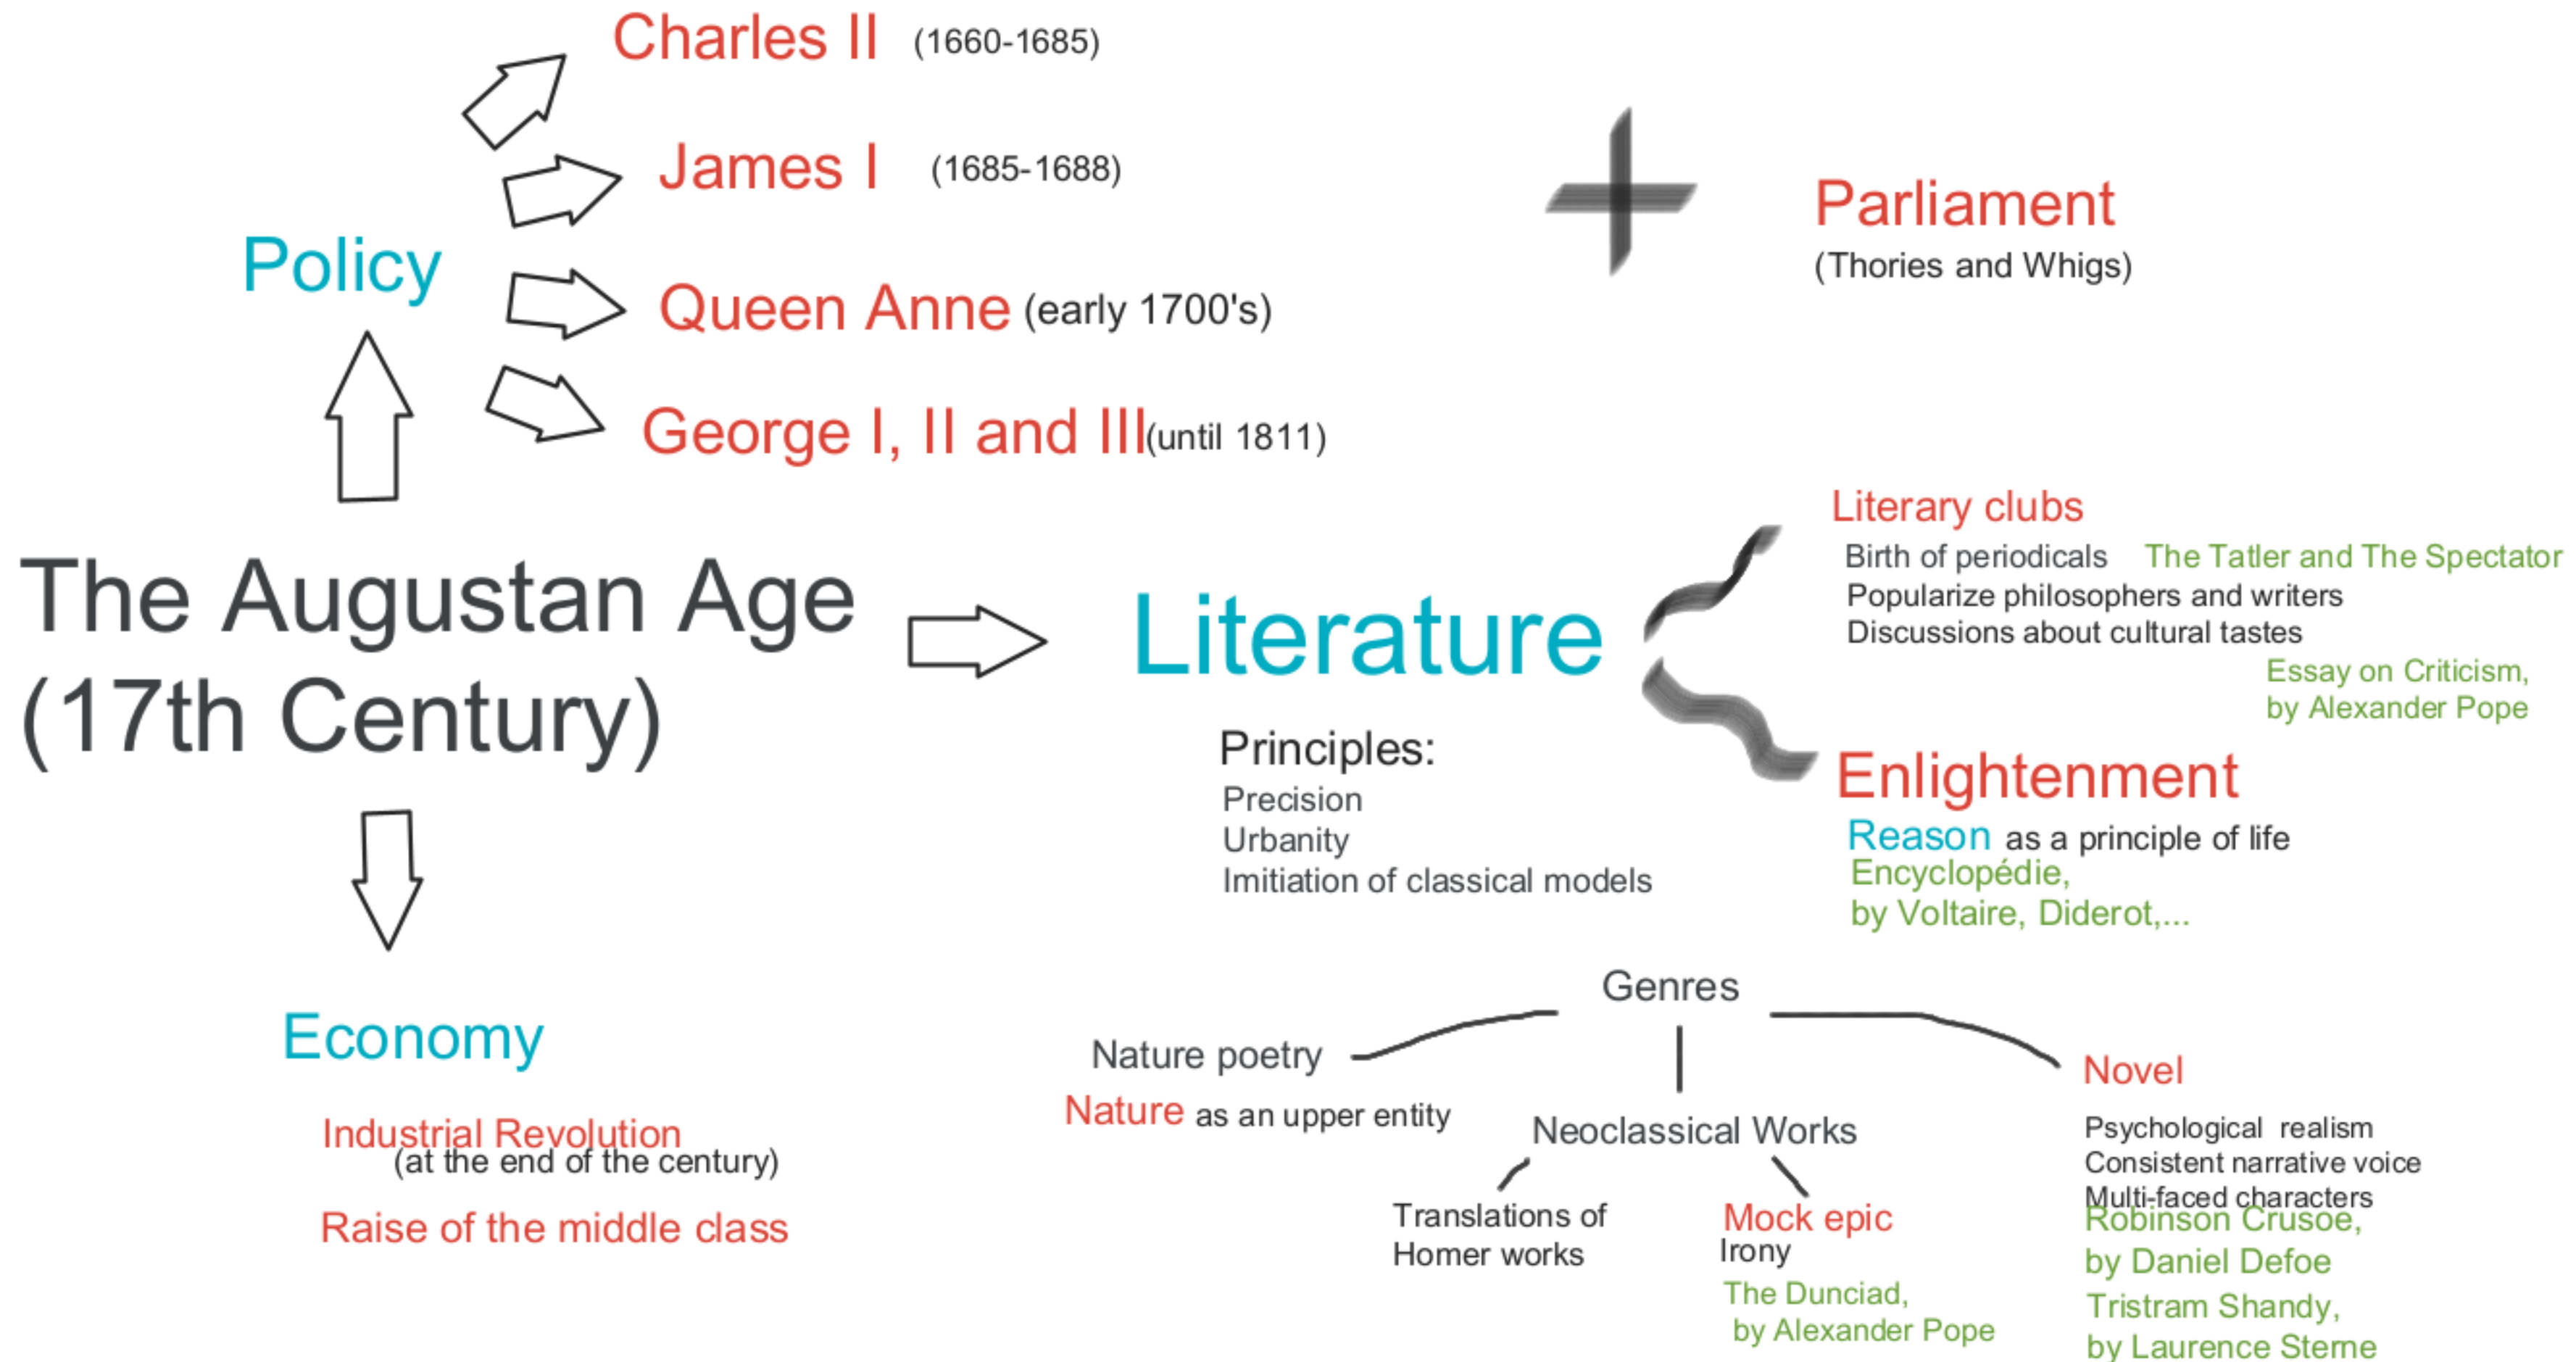 Charles II (1660-1685)
James I (1685-1688)
Parliament
(Thories and Whigs)
Policy
Queen Anne (early 1700's)
George I, II and III(until 1811)
The Augustan Age
(17th Century)
Literature
Principles:
Precision
Urbanity
Imitiation of classical models
Literary clubs
Birth of periodicals The Tatler and The Spectator
Popularize philosophers and writers
Discussions about cultural tastes
Essay on Criticism,
by Alexander Pope
Enlightenment
Reason as a principle of life
Encyclopédie,
by Voltaire, Diderot,...
Economy
Industrial Revolution
(at the end of the century)
Raise of the middle class
Genres
Nature poetry
Nature as an upper entity
Neoclassical Works
Translations of
Homer works
Mock epic
Irony
The Dunciad,
by Alexander Pope
Novel
Psychological realism
Consistent narrative voice
Multi-faced characters
Robinson Crusoe,
by Daniel Defoe
Tristram Shandy,
by Laurence Sterne